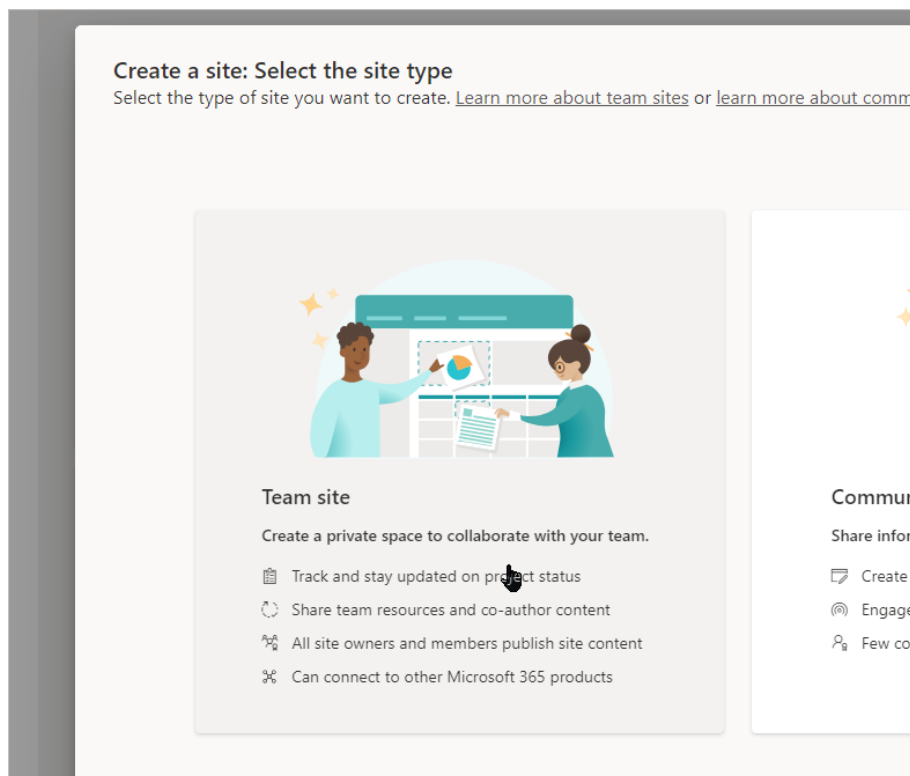 Create a site: Select the site type
Select the type of site you want to create. Learn more about team sites or learn more about comm
Team site
Create a private space to collaborate with your team.
Track and stay updated on project status
Share team resources and co-author content
All site owners and members publish site content
Can connect to other Microsoft 365 products
Commun
Share infor
Create
Engage
Few co